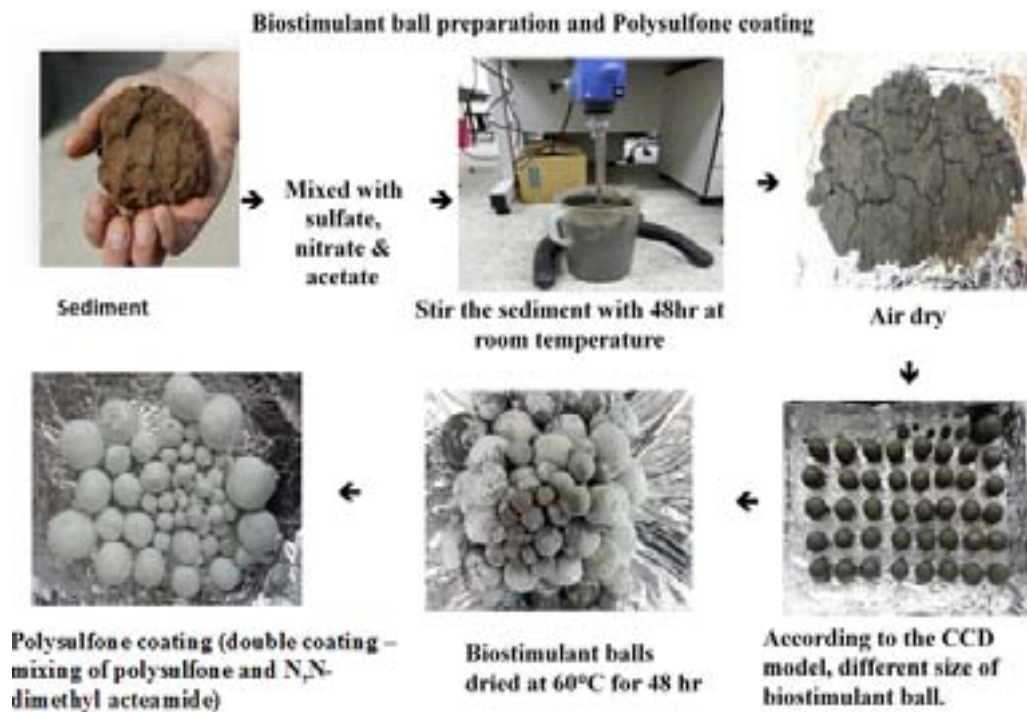 Biostimulant ball preparation and Polysulfone coating
Sediment
Mixed with
sulfate,
nitrate &
acetate
Stir the sediment with 48hr at
room temperature
Air dry
Polysulfone coating (double coating –
mixing of polysulfone and N,N-
dimethyl acteamide)
Biostimulant balls
dried at 60°C for 48 hr
According to the CCD
model, different size of
biostimulant ball.